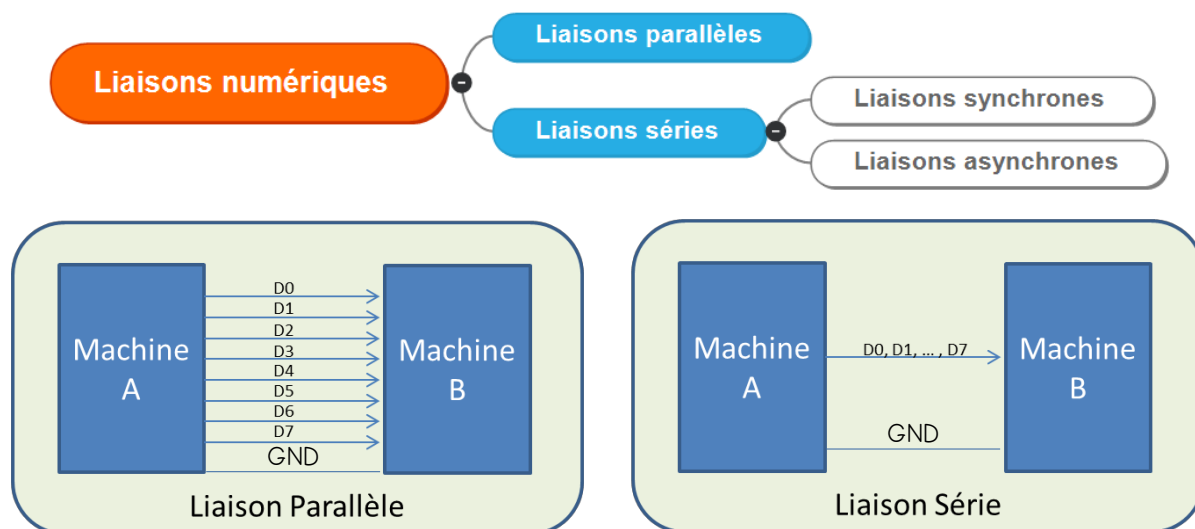 Liaisons parallèles
Liaisons numériques
Liaisons séries
Liaisons synchrones
Liaisons asynchrones
Machine
A
D0
D1
D2
D3
D4
D5
D6
D7
GND
Machine
B
Liaison Parallèle
Machine
A
D0, D1, ... , D7
GND
Machine
B
Liaison Série